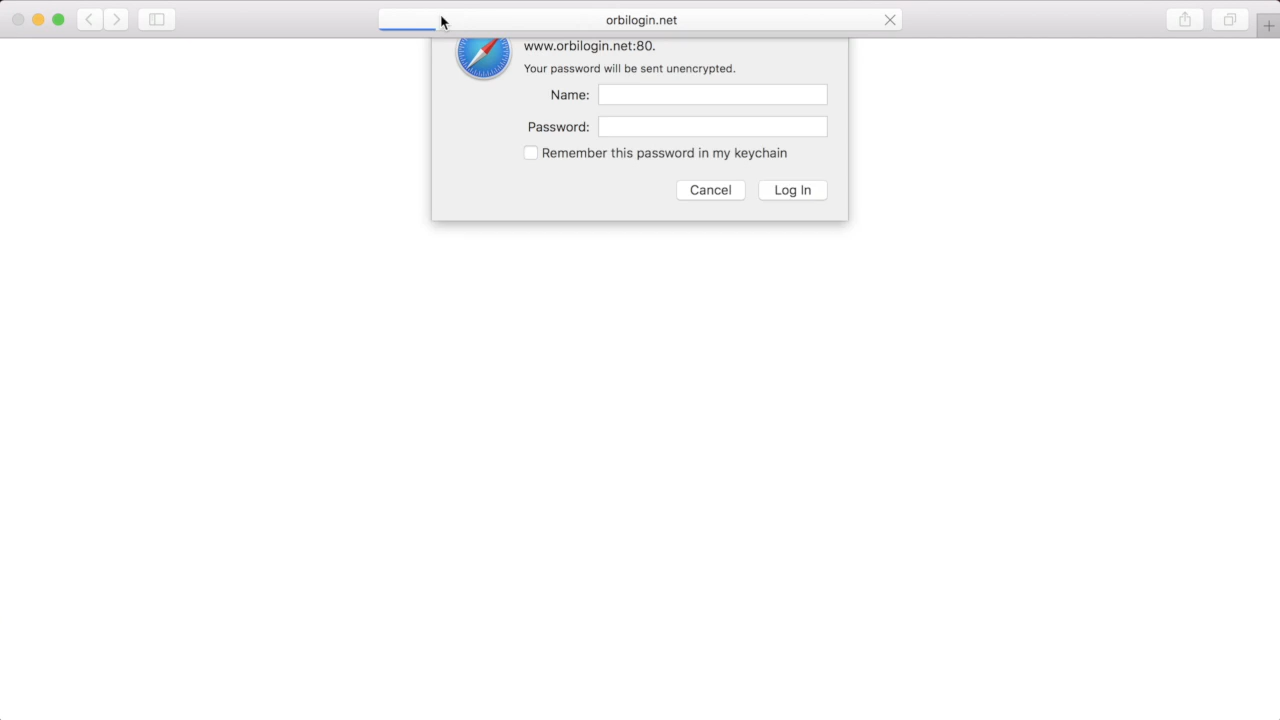 orbilogin.net
www.orbilogin.net:80.
Your password will be sent unencrypted.
Name:
Password:
Remember this password in my keychain
Cancel
Log In